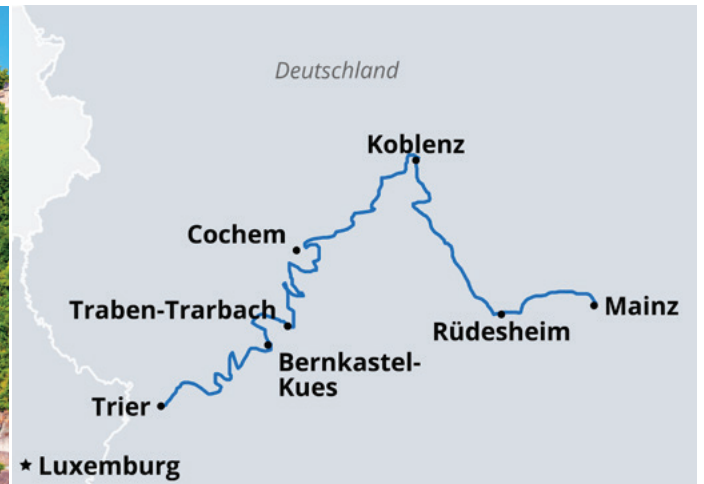 Deutschland
Koblenz
Cochem
Traben-Trarbach
Rüdesheim
Mainz
Bernkastel-
Kues
Trier
Luxemburg